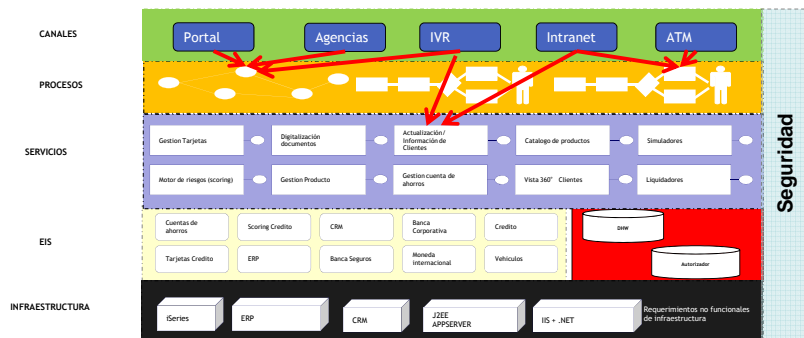 CANALES
Portal
Agencias
IVR
Intranet
ATM
PROCESOS
SERVICIOS
Gestion Tarjetas
Digitalización
documentos
Actualización/
Información de
Clientes
Catalogo de productos
Simuladores
Motor de riesgos (scoring)
Gestion Producto
Gestion cuenta de
ahorros
Vista 360° Clientes
Liquidadores
EIS
Cuentas de
ahorros
Scoring Credito
CRM
Banca
Corporativa
Credito
Tarjetas Credito
ERP
Banca Seguros
Moneda
internacional
Vehiculos
DHW
Autorizador
INFRAESTRUCTURA
iSeries
ERP
CRM
J2EE
APPSERVER
IIS + .NET
Requerimientos no funcionales
de infraestructura
Seguridad